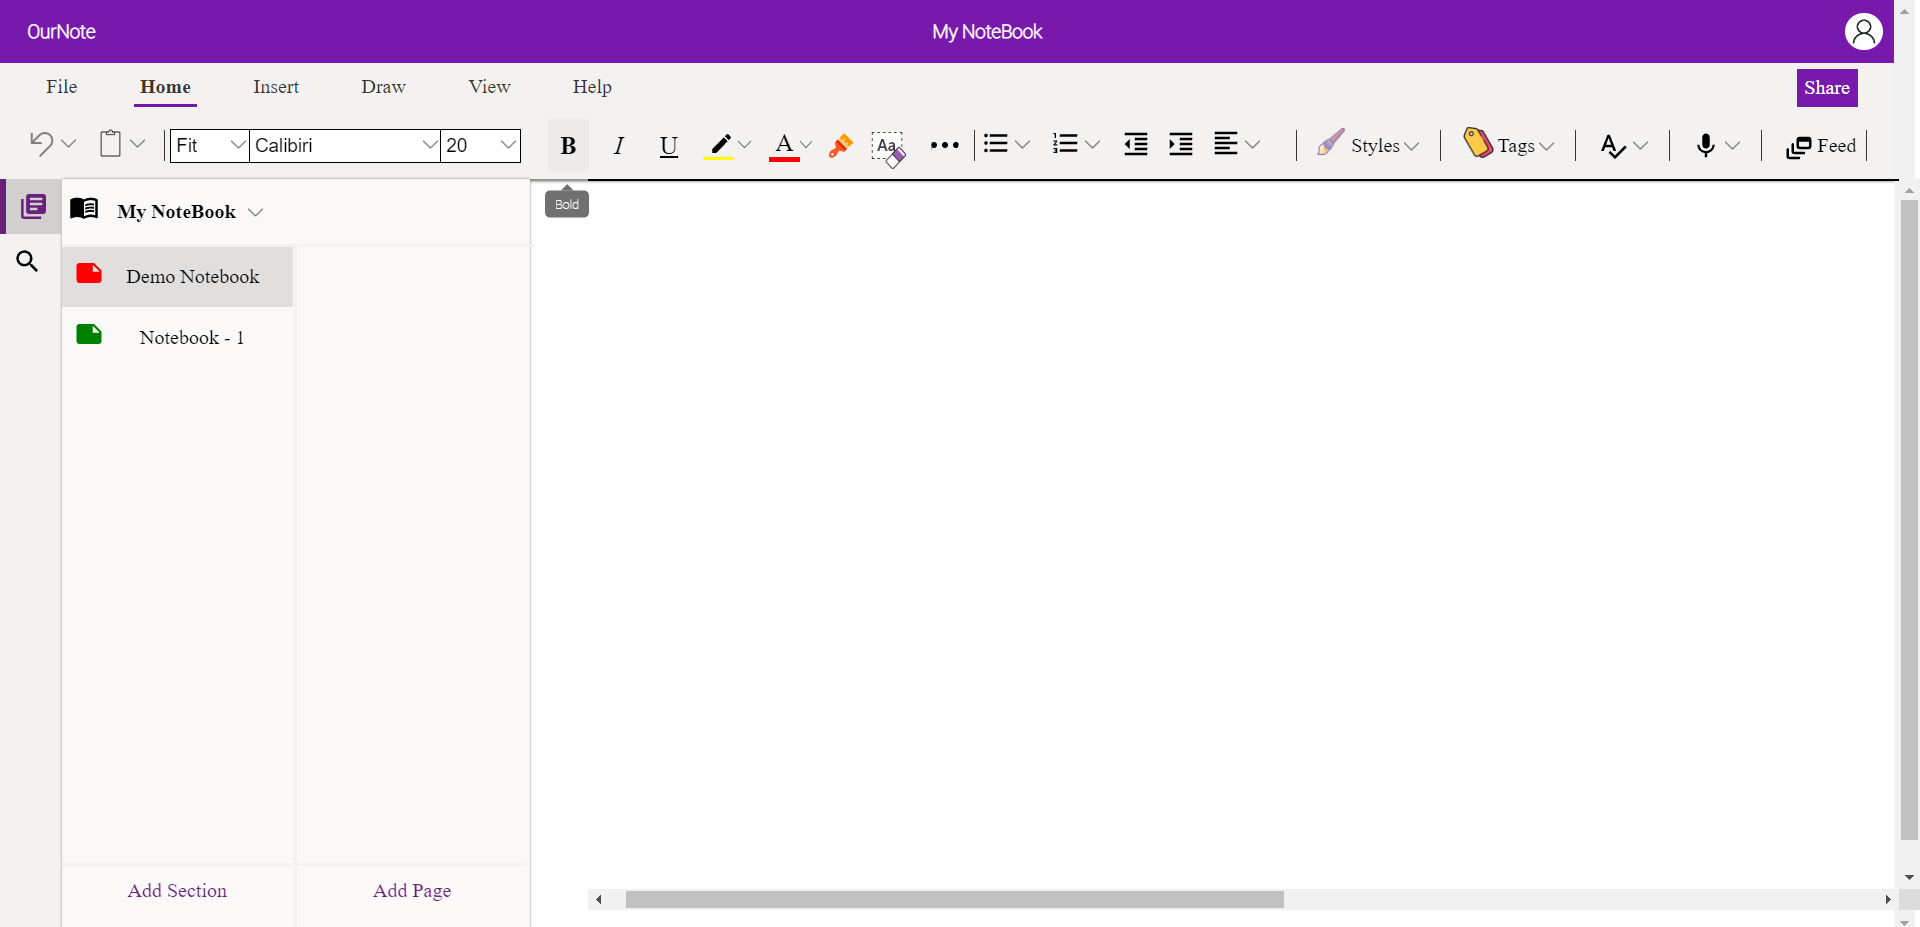 OurNote
My NoteBook
File Home Insert Draw View Help
Share
Fit Calibiri 20 B I U A Aa Styles Tags A Feed
Bold
My NoteBook
Demo Notebook
Notebook - 1
Add Section Add Page